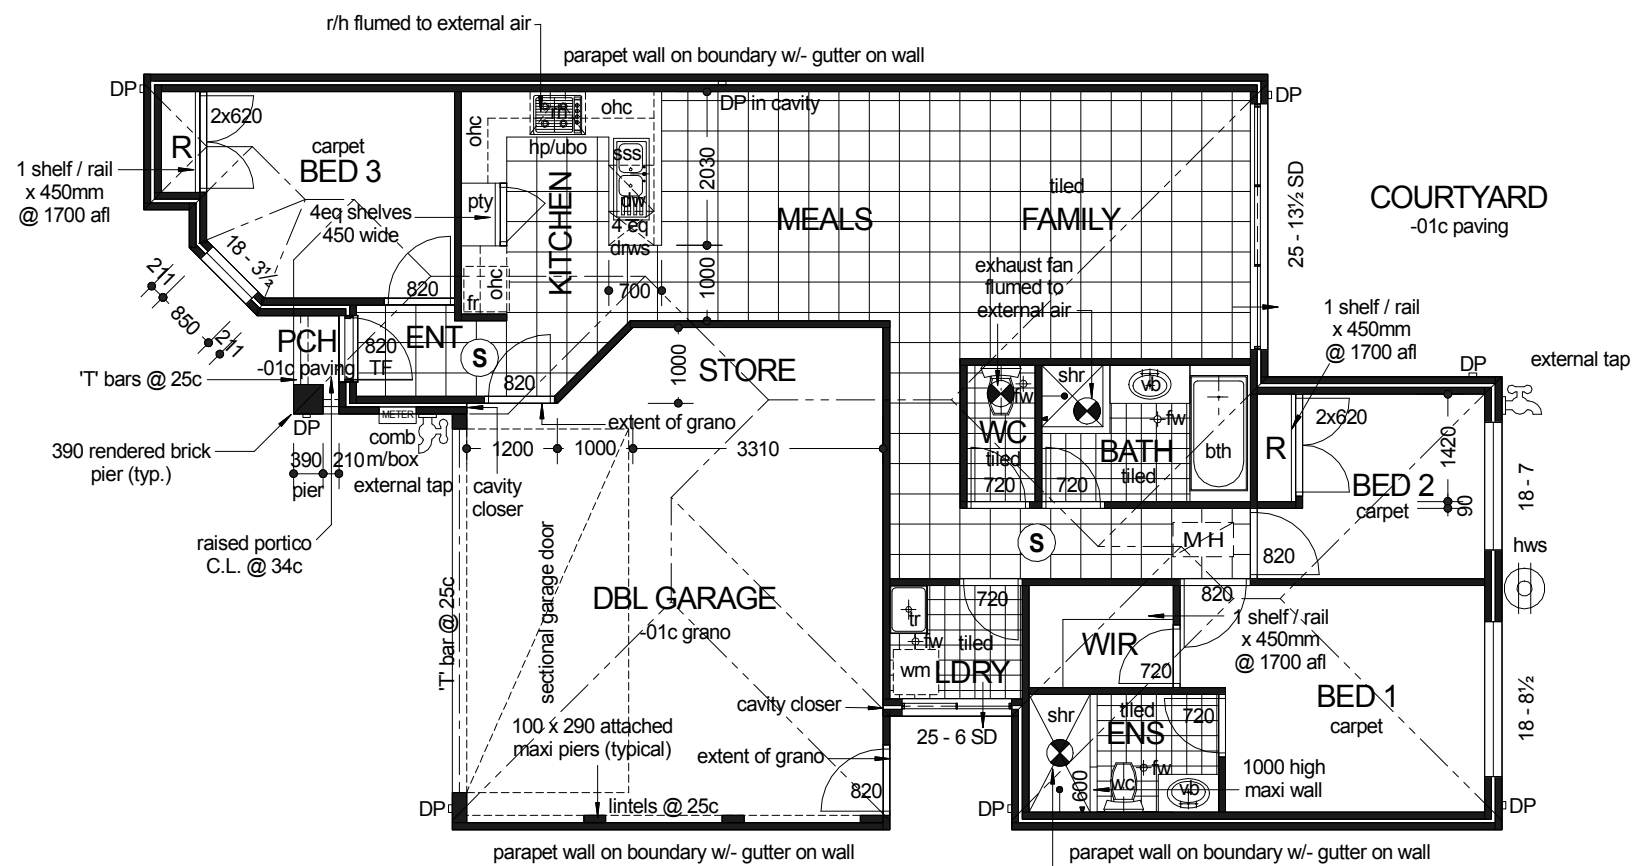 r/h flumed to external air
parapet wall on boundary w/- gutter on wall
DP
DP in cavity
DP
2x620
R
carpet
BED 3
1 shelf / rail
x 450mm
@ 1700 afl
4eq shelves
450 wide
ohc
ohc
rh
hp/ubo
sss
dw
4 eq
drws
pty
KITCHEN
ohc
fr
2030
1000
700
MEALS
tiled
FAMILY
25 - 13½ SD
COURTYARD
-01c paving
18 - 3½
211
850
211
820
PCH
-01c paving
820
TF
ENT
S
820
'T' bars @ 25c
STORE
1000
exhaust fan
flumed to
external air
1 shelf / rail
x 450mm
@ 1700 afl
DP
external tap
METER
DP
comb
m/box
390
210
pier
external tap
390 rendered brick
pier (typ.)
raised portico
C.L. @ 34c
extent of grano
1200
1000
3310
cavity
closer
fw
WC
tiled
720
shr
vb
fw
BATH
tiled
720
bth
R
2x620
1420
90
BED 2
carpet
18 - 7
hws
S
M H
820
'T' bar @ 25c
sectional garage door
DBL GARAGE
-01c grano
tr
fw
wm
tiled
LDRY
720
820
1 shelf / rail
x 450mm
@ 1700 afl
WIR
720
BED 1
carpet
18 - 8½
cavity closer
25 - 6 SD
100 x 290 attached
maxi piers (typical)
extent of grano
820
shr
tiled
ENS
720
fw
wc
vb
600
1000 high
maxi wall
DP
lintels @ 25c
DP
DP
parapet wall on boundary w/- gutter on wall
parapet wall on boundary w/- gutter on wall